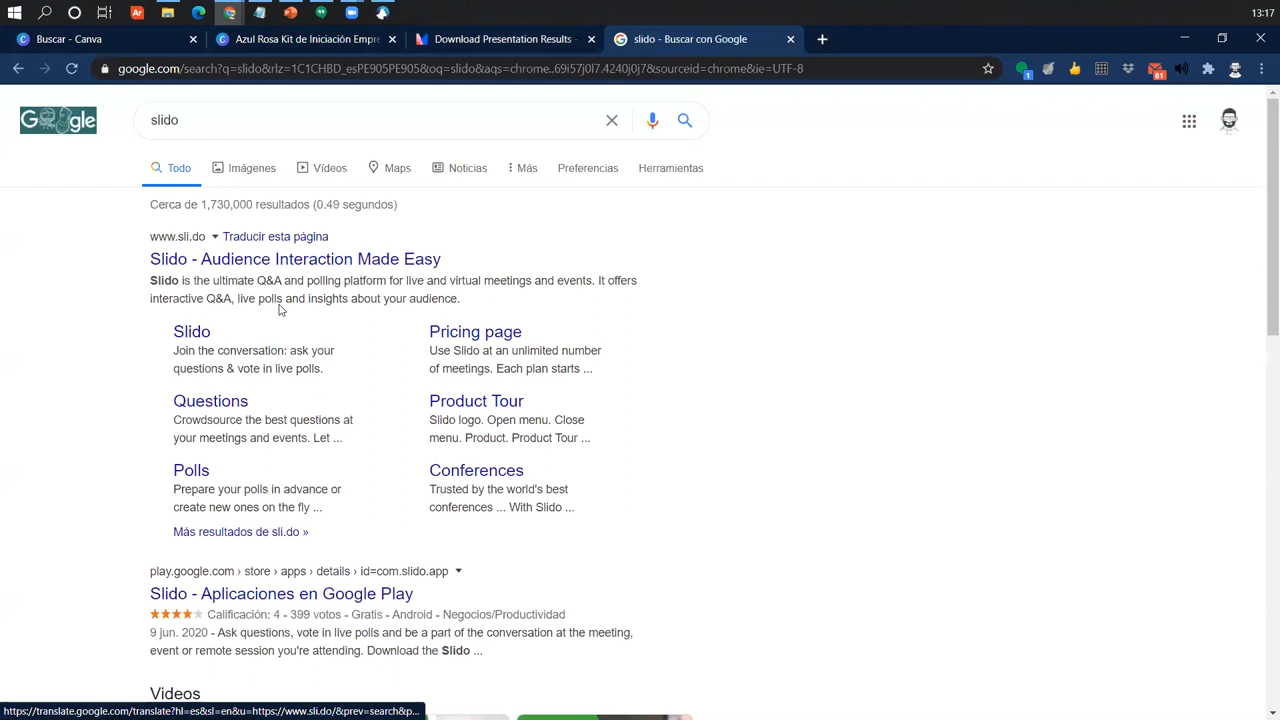 13:17
Buscar - Canva
Azul Rosa Kit de Iniciación Empre
Download Presentation Results -
slido - Buscar con Google
google.com/search?q=slido&rlz=1C1CHBD_esPE905PE905&oq=slido&aqs=chrome..69i57j0l7.4240j0j7&sourceid=chrome&ie=UTF-8
1
81
Google
slido
Todo
Imágenes
Vídeos
Maps
Noticias
Más
Preferencias
Herramientas
Cerca de 1,730,000 resultados (0.49 segundos)
www.sli.do Traducir esta página
Slido - Audience Interaction Made Easy
Slido is the ultimate Q&A and polling platform for live and virtual meetings and events. It offers
interactive Q&A, live polls and insights about your audience.
Slido
Join the conversation: ask your
questions & vote in live polls.
Pricing page
Use Slido at an unlimited number
of meetings. Each plan starts ...
Questions
Crowdsource the best questions at
your meetings and events. Let ...
Product Tour
Slido logo. Open menu. Close
menu. Product. Product Tour ...
Polls
Prepare your polls in advance or
create new ones on the fly ...
Conferences
Trusted by the world's best
conferences ... With Slido ...
Más resultados de sli.do »
play.google.com › store › apps › details › id=com.slido.app
Slido - Aplicaciones en Google Play
Calificación: 4 - 399 votos - Gratis - Android - Negocios/Productividad
9 jun. 2020 - Ask questions, vote in live polls and be a part of the conversation at the meeting,
event or remote session you're attending. Download the Slido ...
Videos
https://translate.google.com/translate?hl=es&sl=en&u=https://www.sli.do/&prev=search&p...